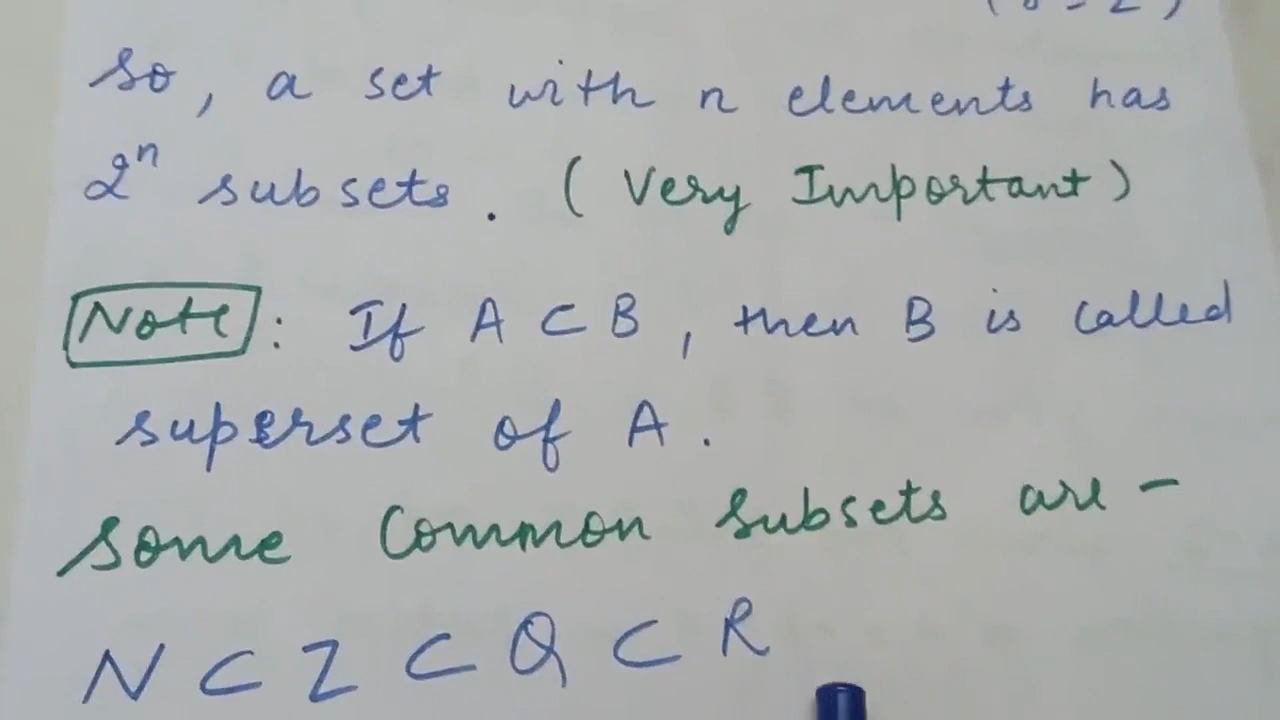 So, a set with n elements has
2ⁿ subsets. (Very Important)
Note: If A ⊂ B, then B is called
superset of A.
Some Common subsets are -
N ⊂ Z ⊂ Q ⊂ R